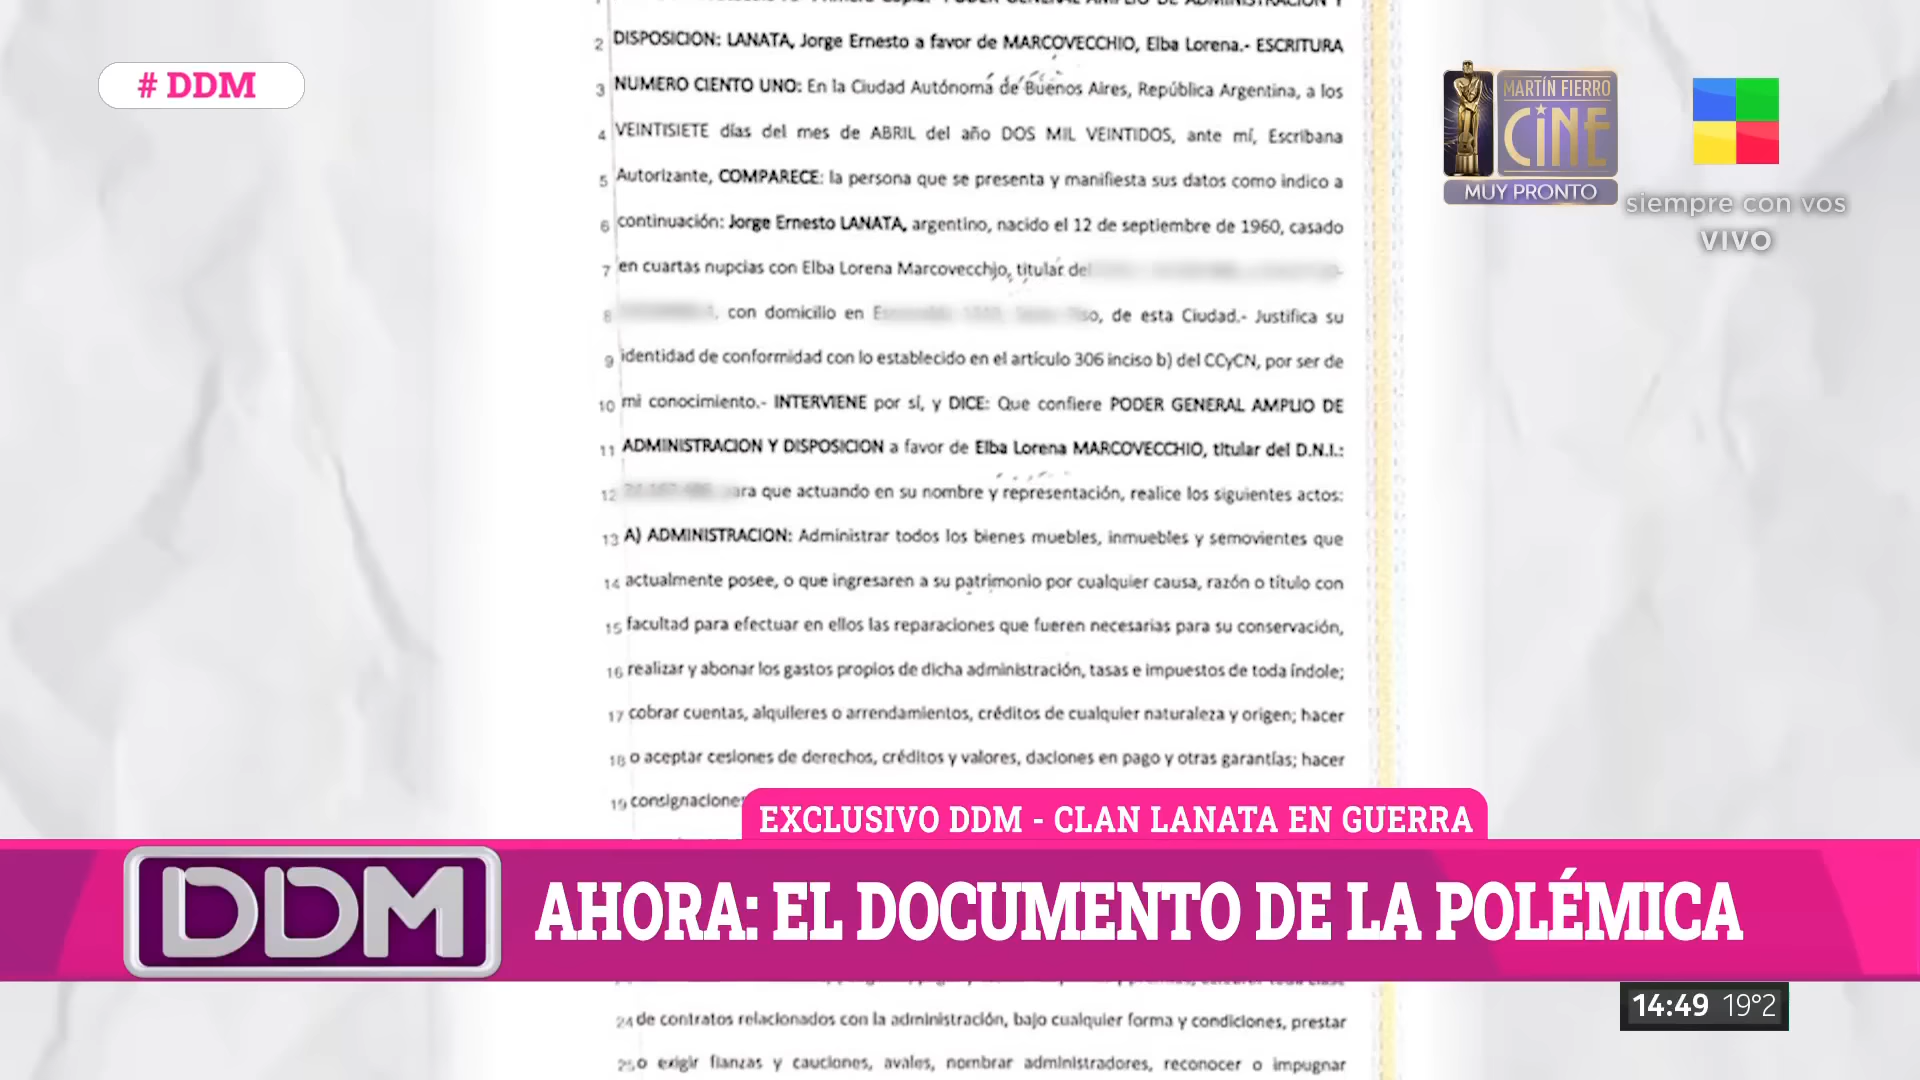 # DDM
MARTÍN FIERRO
CINE
MUY PRONTO
siempre con vos
VIVO
2 DISPOSICION: LANATA, Jorge Ernesto a favor de MARCOVECCHIO, Elba Lorena.- ESCRITURA
3 NUMERO CIENTO UNO: En la Ciudad Autónoma de Buenos Aires, República Argentina, a los
4 VEINTISIETE días del mes de ABRIL del año DOS MIL VEINTIDOS, ante mí, Escribana
5 Autorizante, COMPARECE: la persona que se presenta y manifiesta sus datos como indico a
6 continuación: Jorge Ernesto LANATA, argentino, nacido el 12 de septiembre de 1960, casado
7 en cuartas nupcias con Elba Lorena Marcovecchio, titular del
8 con domicilio en de esta Ciudad.- Justifica su
9 identidad de conformidad con lo establecido en el artículo 306 inciso b) del CCyCN, por ser de
10 mi conocimiento.- INTERVIENE por sí, y DICE: Que confiere PODER GENERAL AMPLIO DE
11 ADMINISTRACION Y DISPOSICION a favor de Elba Lorena MARCOVECCHIO, titular del D.N.I.:
12 para que actuando en su nombre y representación, realice los siguientes actos:
13 A) ADMINISTRACION: Administrar todos los bienes muebles, inmuebles y semovientes que
14 actualmente posee, o que ingresaren a su patrimonio por cualquier causa, razón o título con
15 facultad para efectuar en ellos las reparaciones que fueren necesarias para su conservación,
16 realizar y abonar los gastos propios de dicha administración, tasas e impuestos de toda índole;
17 cobrar cuentas, alquileres o arrendamientos, créditos de cualquier naturaleza y origen; hacer
18 o aceptar cesiones de derechos, créditos y valores, daciones en pago y otras garantías; hacer
19 consignaciones
EXCLUSIVO DDM - CLAN LANATA EN GUERRA
DDM
AHORA: EL DOCUMENTO DE LA POLÉMICA
14:49 19°2
24 de contratos relacionados con la administración, bajo cualquier forma y condiciones, prestar
25 o exigir fianzas y cauciones, avales, nombrar administradores, reconocer o impugnar